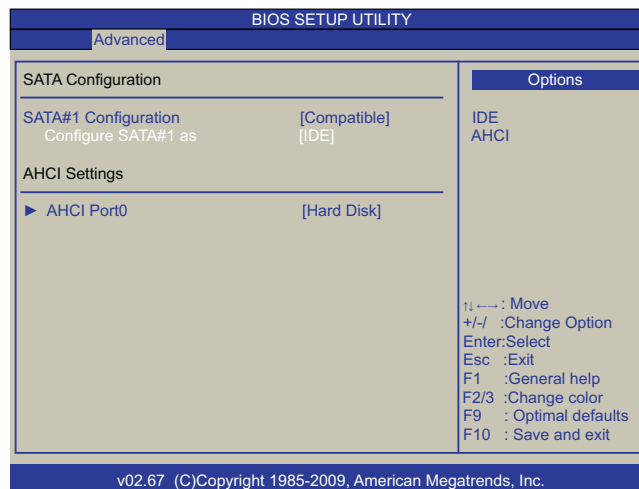 BIOS SETUP UTILITY
Advanced
SATA Configuration
SATA#1 Configuration [Compatible]
Configure SATA#1 as [IDE]
AHCI Settings
► AHCI Port0 [Hard Disk]
Options
IDE
AHCI
↑↓ ←→ : Move
+/-/ :Change Option
Enter:Select
Esc :Exit
F1 :General help
F2/3 :Change color
F9 : Optimal defaults
F10 : Save and exit
v02.67 (C)Copyright 1985-2009, American Megatrends, Inc.